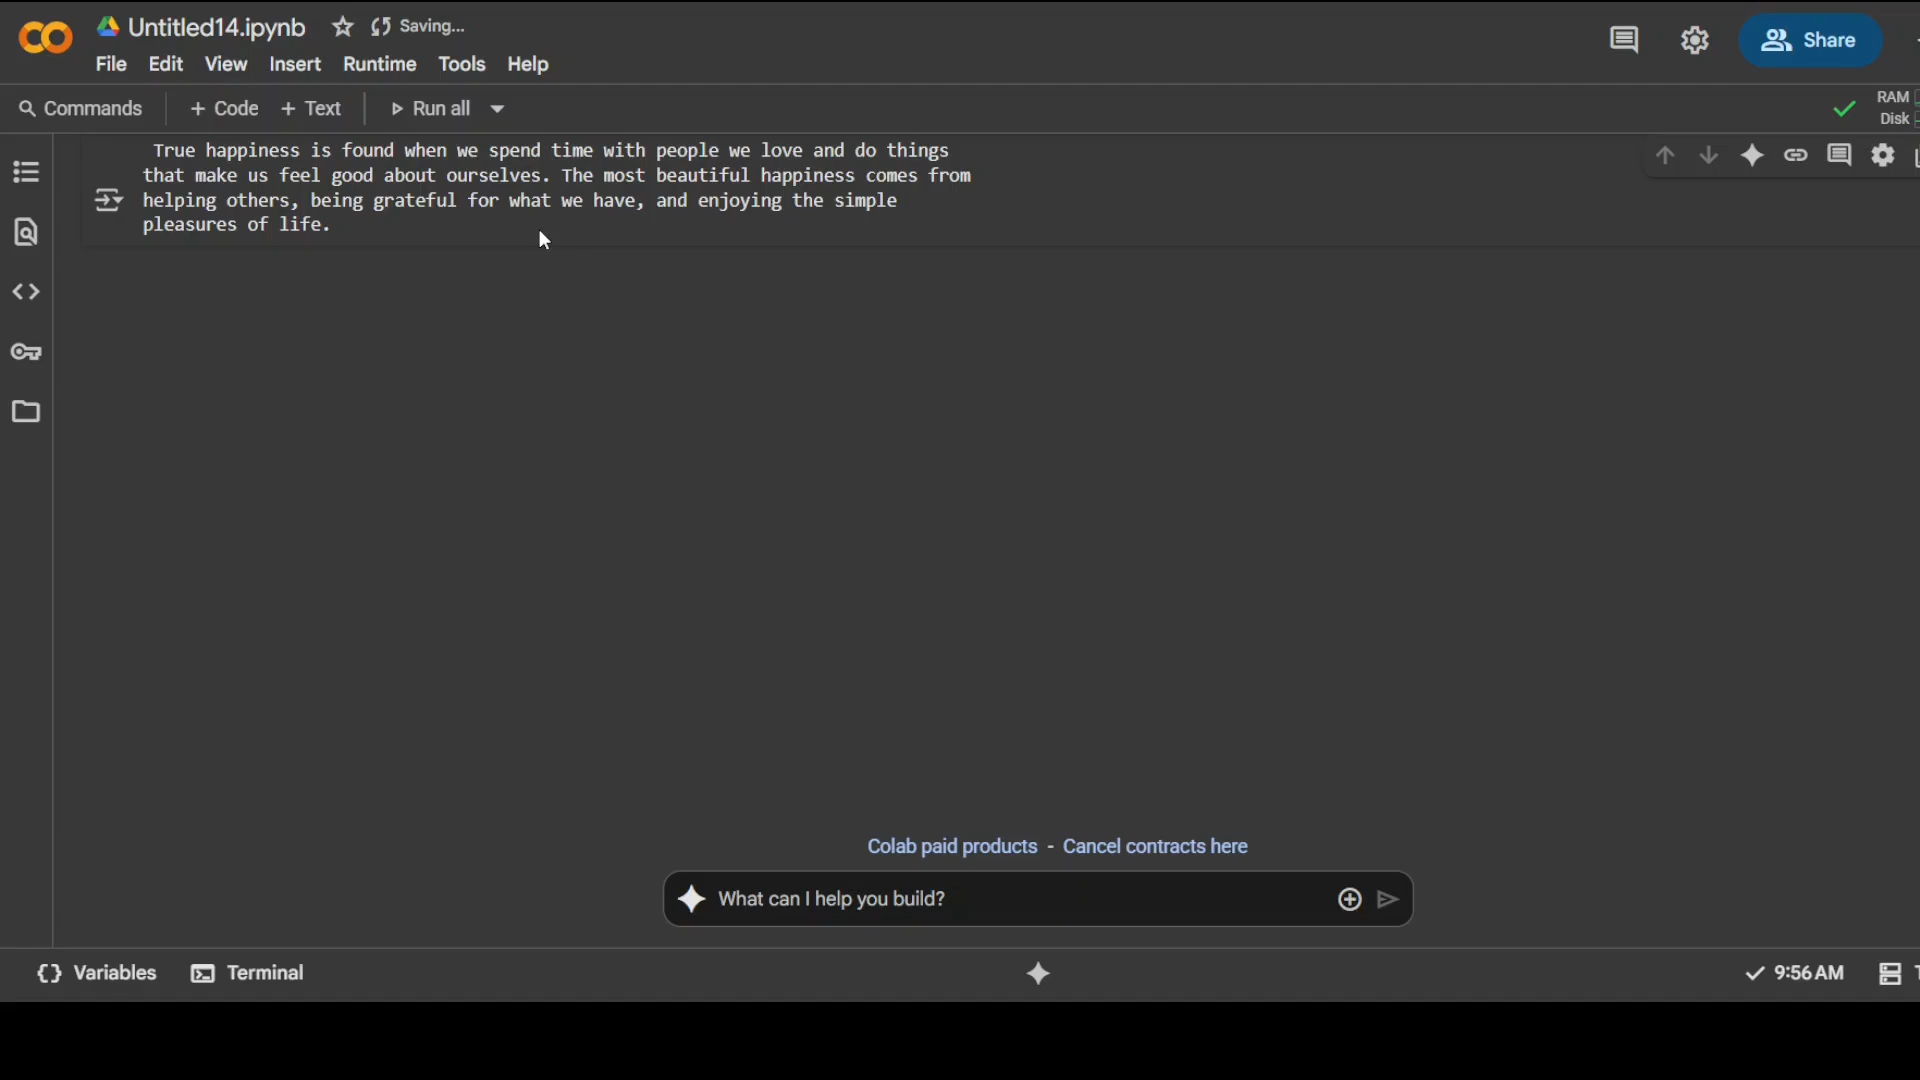 Untitled14.ipynb Saving...
Share
File Edit View Insert Runtime Tools Help
Commands + Code + Text Run all
RAM
Disk
True happiness is found when we spend time with people we love and do things
that make us feel good about ourselves. The most beautiful happiness comes from
helping others, being grateful for what we have, and enjoying the simple
pleasures of life.
Colab paid products - Cancel contracts here
What can I help you build?
{} Variables Terminal
9:56 AM